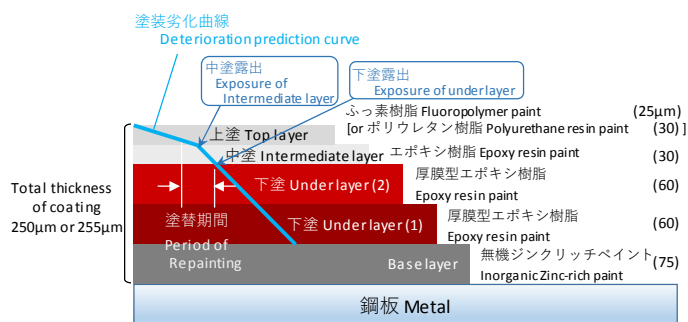 塗装劣化曲線
Deterioration prediction curve
中塗露出
Exposure of
Intermediate layer
下塗露出
Exposure of underlayer
ふっ素樹脂 Fluoropolymer paint (25μm)
[or ポリウレタン樹脂 Polyurethane resin paint (30) ]
上塗 Top layer
中塗 Intermediate layer
エポキシ樹脂 Epoxy resin paint (30)
下塗 Underlayer (2)
厚膜型エポキシ樹脂
Epoxy resin paint
(60)
Total thickness
of coating
250μm or 255μm
塗替期間
Period of
Repainting
下塗 Underlayer (1)
厚膜型エポキシ樹脂
Epoxy resin paint
(60)
Base layer
無機ジンクリッチペイント
Inorganic Zinc-rich paint
(75)
鋼板 Metal